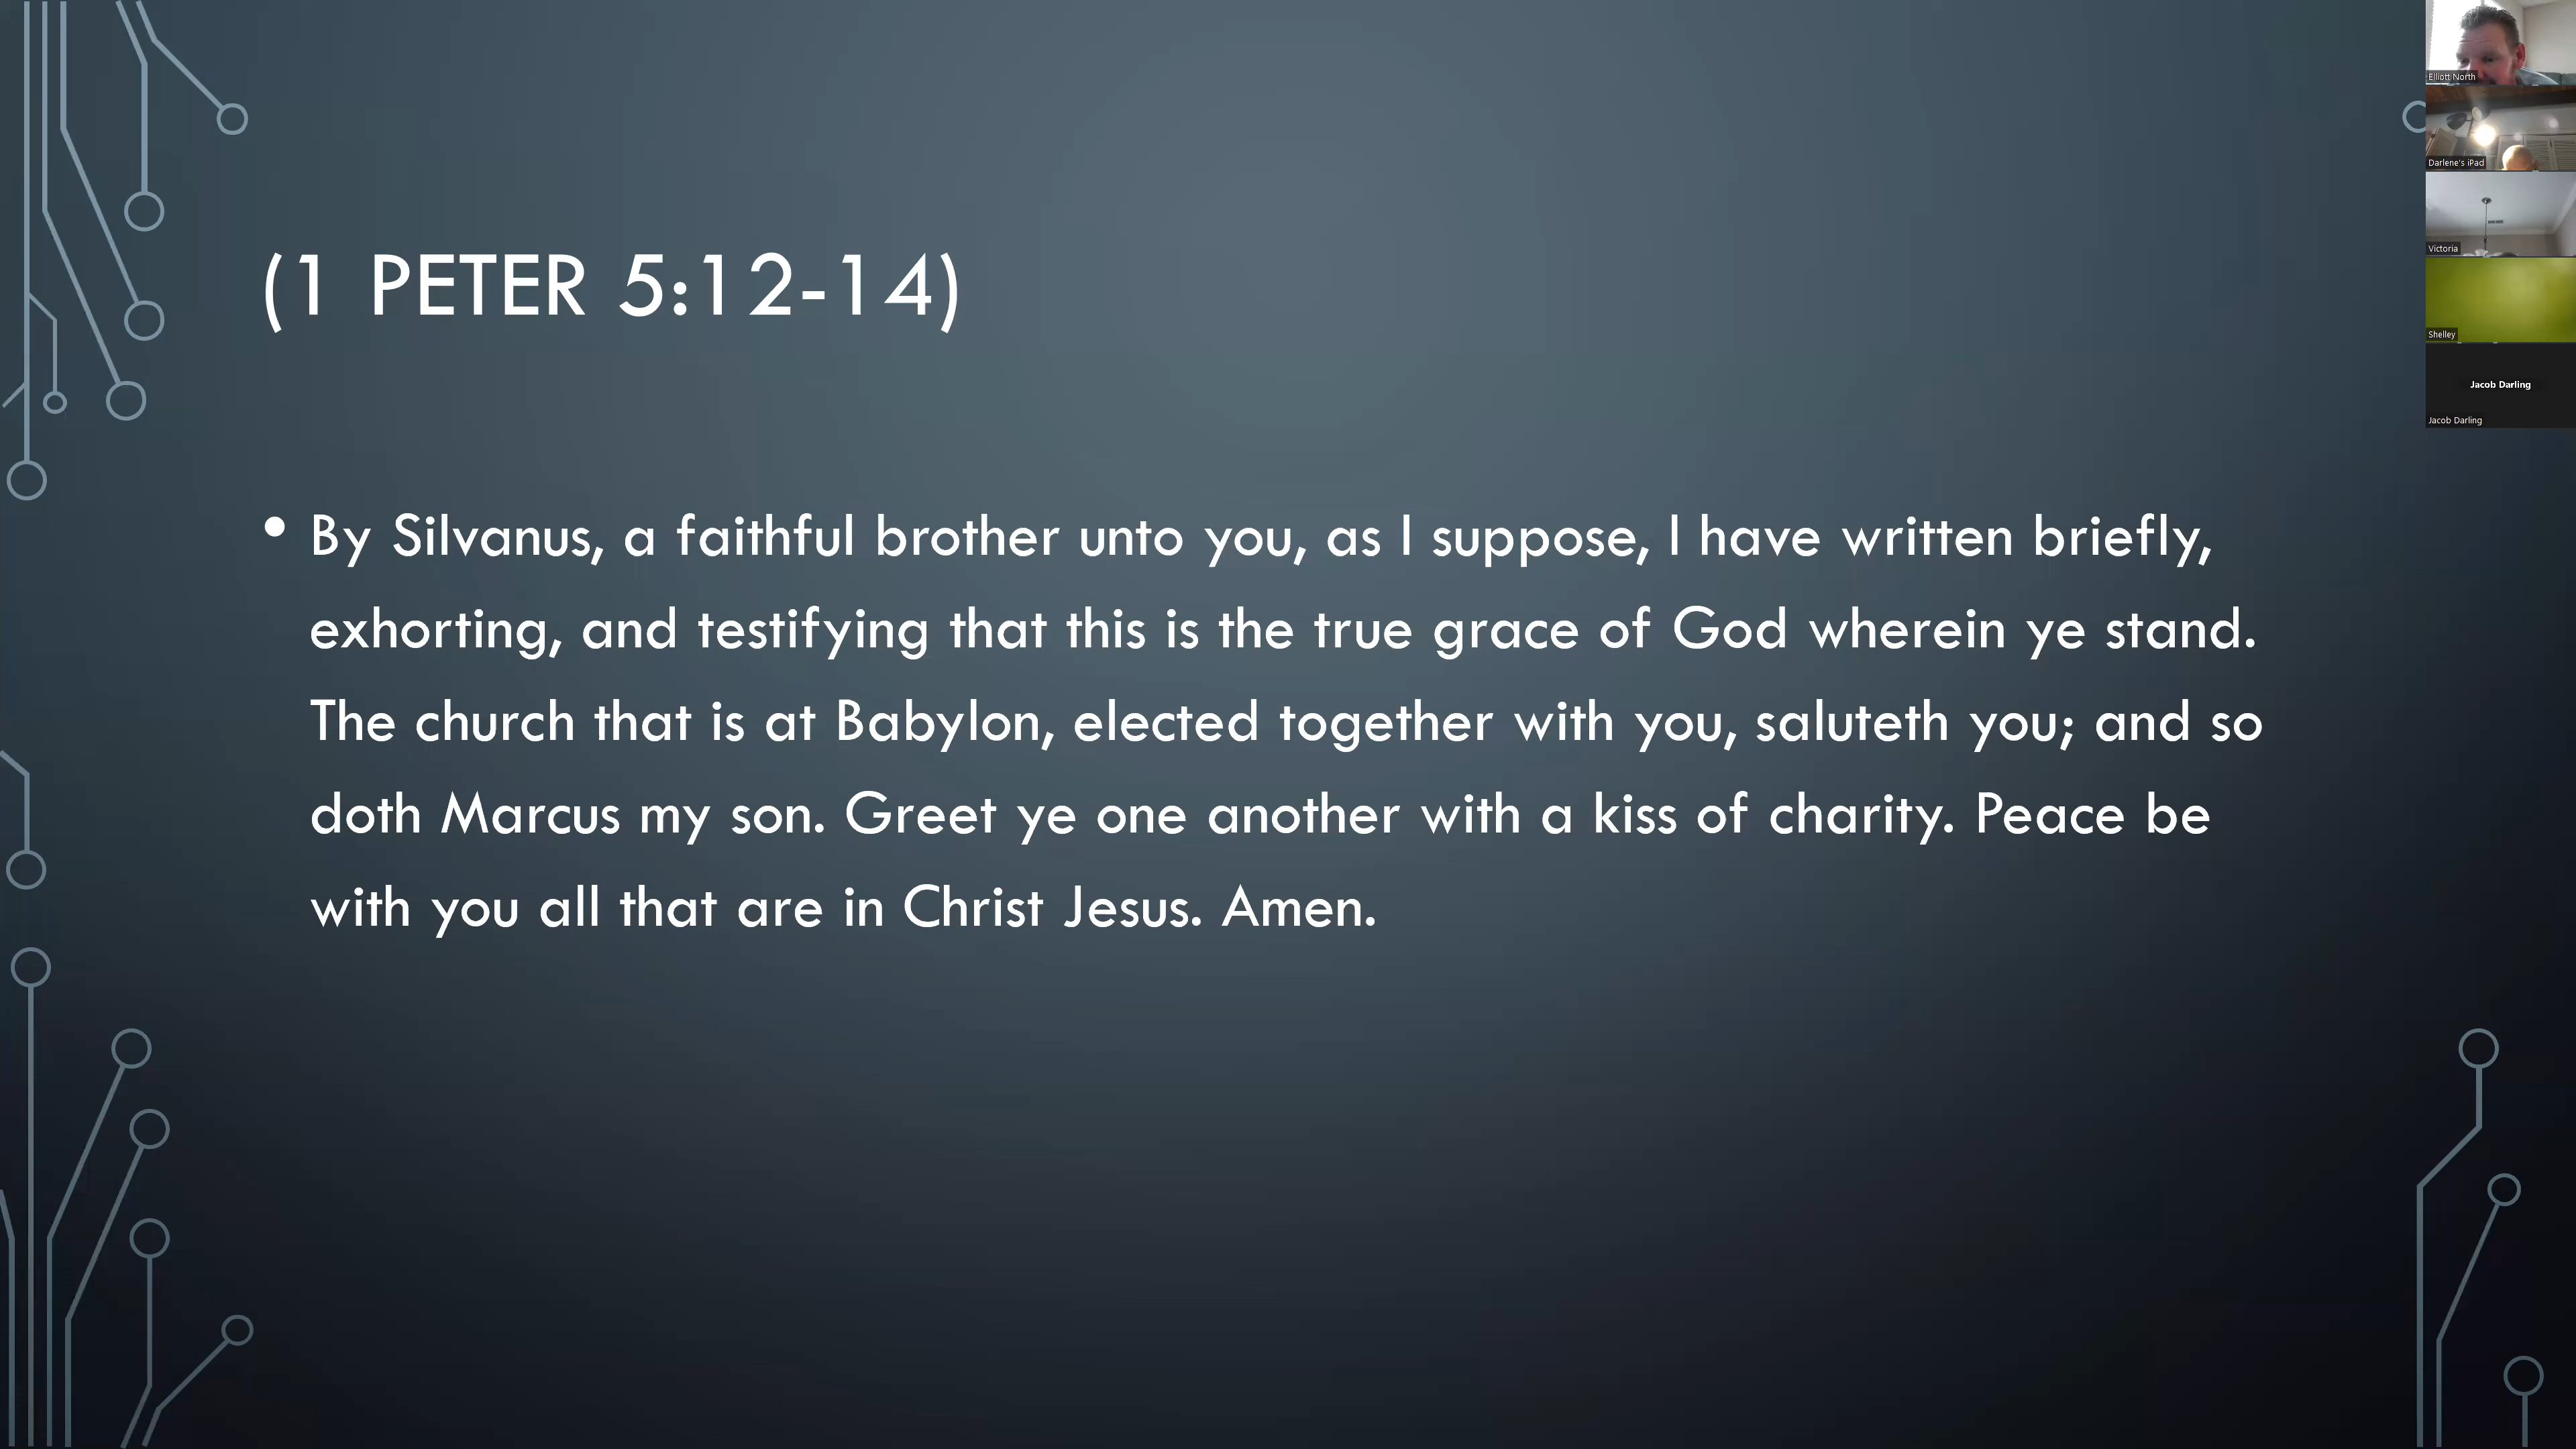 (1 PETER 5:12-14)
• By Silvanus, a faithful brother unto you, as I suppose, I have written briefly,
exhorting, and testifying that this is the true grace of God wherein ye stand.
The church that is at Babylon, elected together with you, saluteth you; and so
doth Marcus my son. Greet ye one another with a kiss of charity. Peace be
with you all that are in Christ Jesus. Amen.
Elliott North
Darlene's iPad
Victoria
Shelley
Jacob Darling
Jacob Darling